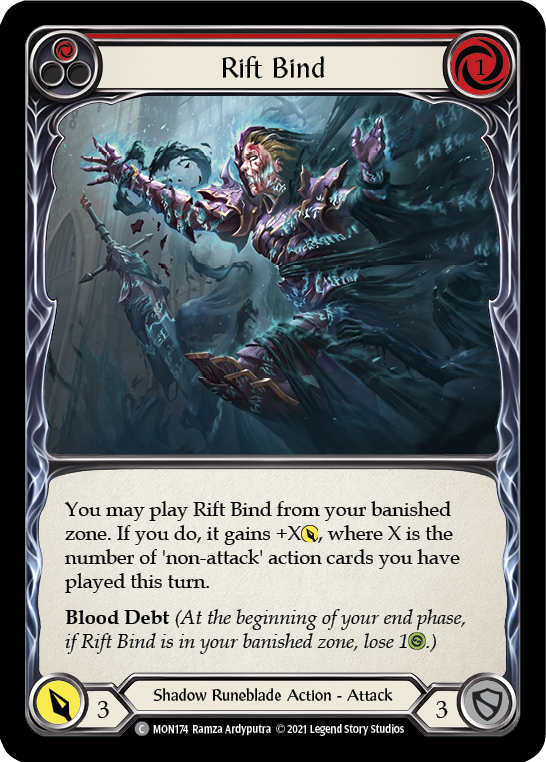 Rift Bind
1
You may play Rift Bind from your banished
zone. If you do, it gains +X, where X is the
number of 'non-attack' action cards you have
played this turn.
Blood Debt (At the beginning of your end phase,
if Rift Bind is in your banished zone, lose 1.)
3
Shadow Runeblade Action - Attack
3
C MON174 Ramza Ardyputra © 2021 Legend Story Studios